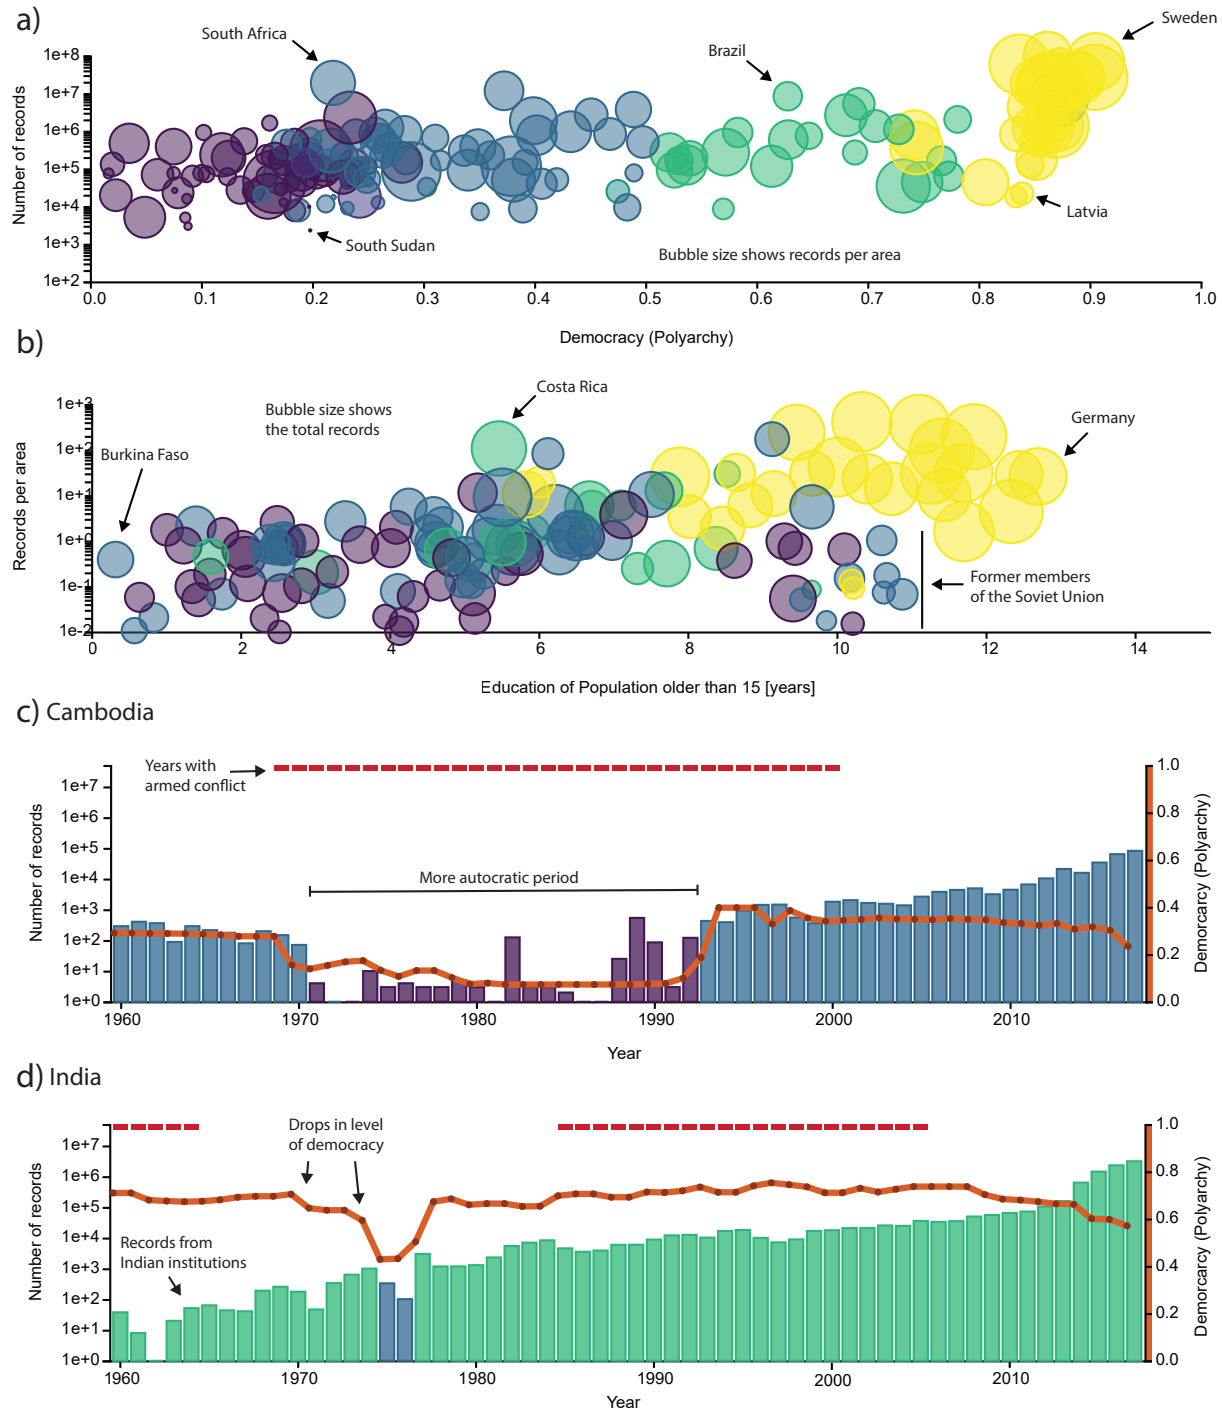 a)
South Africa
Brazil
Sweden
Number of records
1e+8
1e+7
1e+6
1e+5
1e+4
1e+3
1e+2
South Sudan
Latvia
Bubble size shows records per area
0.0 0.1 0.2 0.3 0.4 0.5 0.6 0.7 0.8 0.9 1.0
Democracy (Polyarchy)
b)
Costa Rica
Bubble size shows
the total records
Germany
Burkina Faso
Records per area
1e+3
1e+2
1e+1
1e+0
1e-1
1e-2
Former members
of the Soviet Union
0 2 4 6 8 10 12 14
Education of Population older than 15 [years]
c) Cambodia
Years with
armed conflict
Number of records
1e+7
1e+6
1e+5
1e+4
1e+3
1e+2
1e+1
1e+0
More autocratic period
1.0
0.8
0.6
0.4
0.2
0.0
Demorcarcy (Polyarchy)
1960 1970 1980 1990 2000 2010
Year
d) India
Drops in level
of democracy
Records from
Indian institutions
Number of records
1e+7
1e+6
1e+5
1e+4
1e+3
1e+2
1e+1
1e+0
1.0
0.8
0.6
0.4
0.2
0.0
Demorcarcy (Polyarchy)
1960 1970 1980 1990 2000 2010
Year